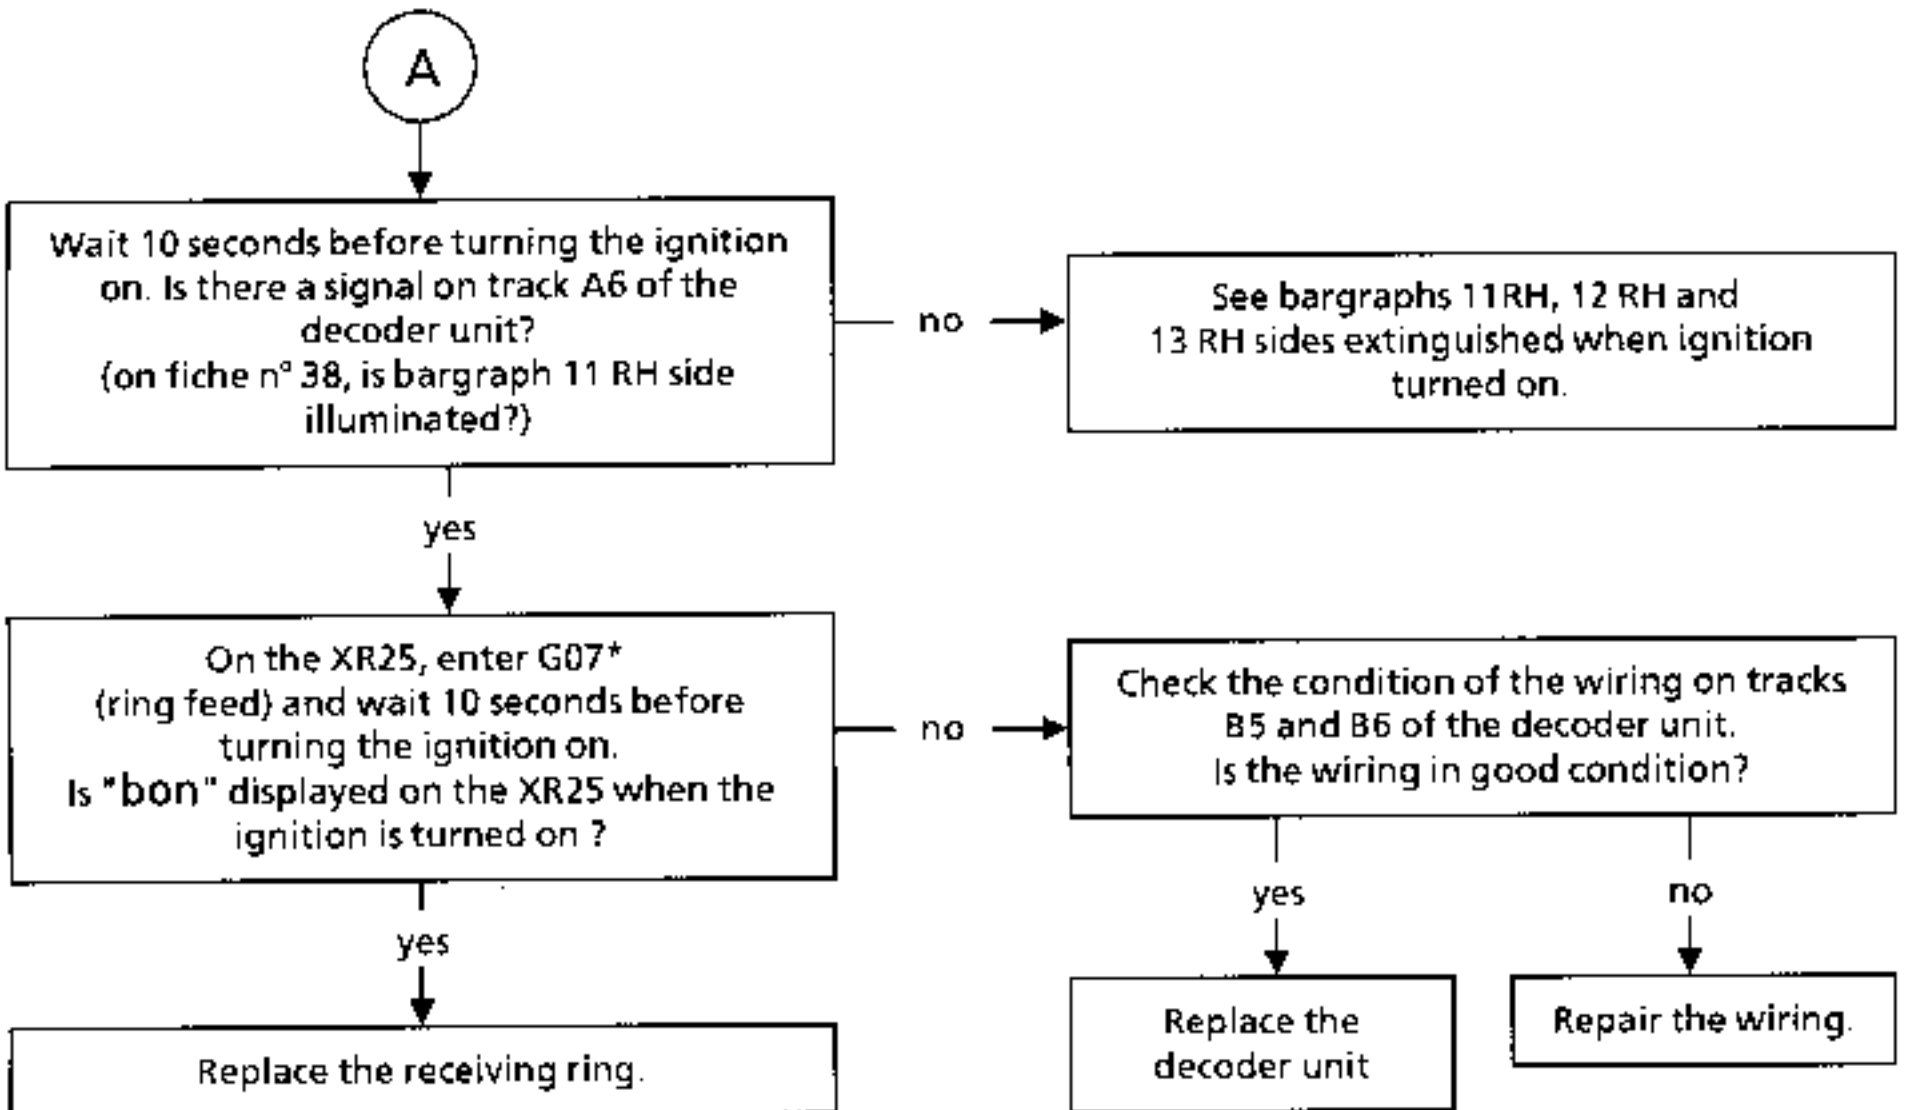 A
Wait 10 seconds before turning the ignition
on. Is there a signal on track A6 of the
decoder unit?
(on fiche n° 38, is bargraph 11 RH side
illuminated?)
no
See bargraphs 11RH, 12 RH and
13 RH sides extinguished when ignition
turned on.
yes
On the XR25, enter G07*
(ring feed) and wait 10 seconds before
turning the ignition on.
Is "bon" displayed on the XR25 when the
ignition is turned on ?
no
Check the condition of the wiring on tracks
B5 and B6 of the decoder unit.
Is the wiring in good condition?
yes
yes
no
Replace the receiving ring.
Replace the
decoder unit
Repair the wiring.